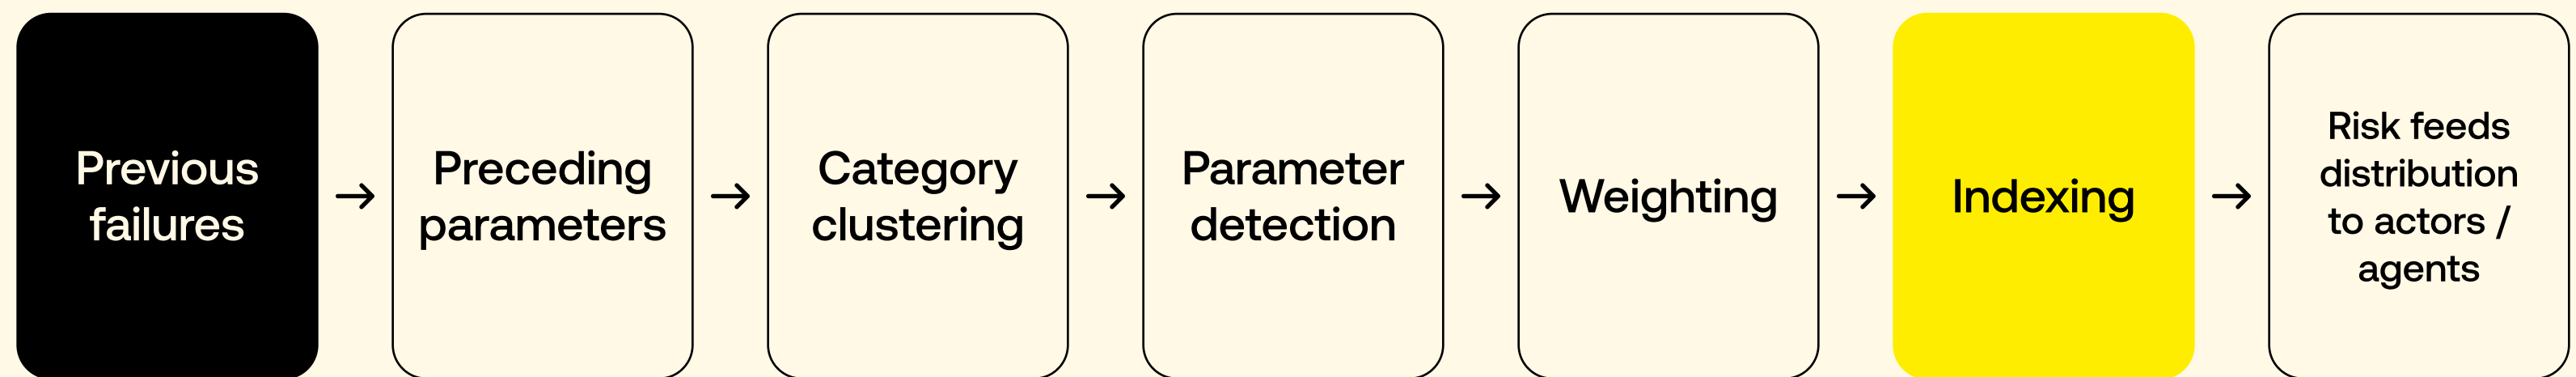 Previous
failures
Preceding
parameters
Category
clustering
Parameter
detection
Weighting
Indexing
Risk feeds
distribution
to actors /
agents